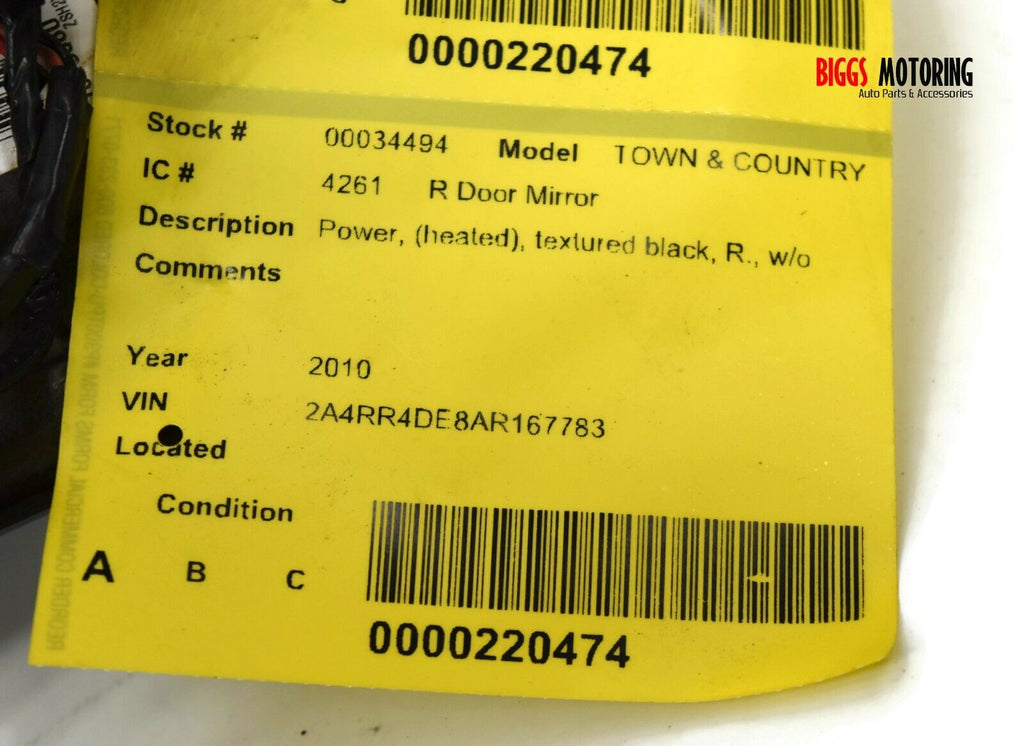 0000220474
BIGGS MOTORING
Auto Parts & Accessories
Stock # 00034494 Model TOWN & COUNTRY
IC # 4261 R Door Mirror
Description Power, (heated), textured black, R., w/o
Comments
Year 2010
VIN 2A4RR4DE8AR167783
Located
Condition
A B C
0000220474